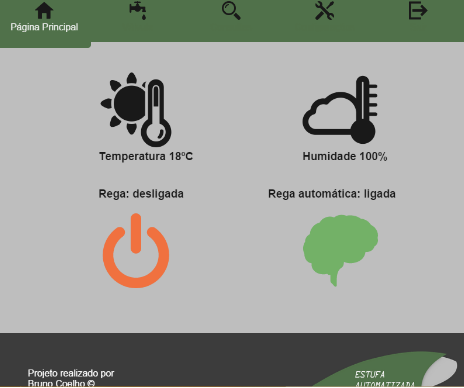 Página Principal
Temperatura 18ºC
Humidade 100%
Rega: desligada
Rega automática: ligada
Projeto realizado por
Bruno Coelho ©
ESTUFA
AUTOMATIZADA